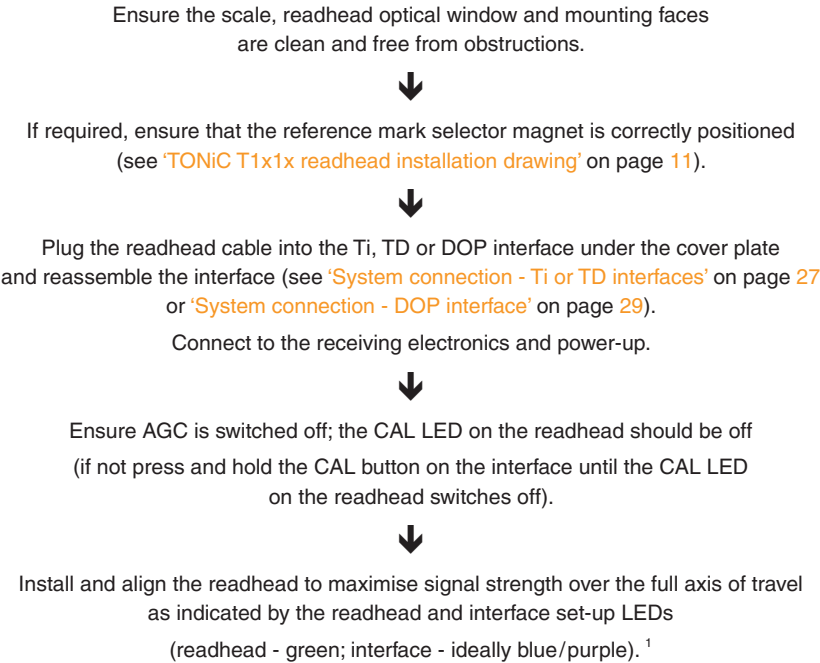 Ensure the scale, readhead optical window and mounting faces
are clean and free from obstructions.
If required, ensure that the reference mark selector magnet is correctly positioned
(see ‘TONiC T1x1x readhead installation drawing’ on page 11).
Plug the readhead cable into the Ti, TD or DOP interface under the cover plate
and reassemble the interface (see ‘System connection - Ti or TD interfaces’ on page 27
or ‘System connection - DOP interface’ on page 29).
Connect to the receiving electronics and power-up.
Ensure AGC is switched off; the CAL LED on the readhead should be off
(if not press and hold the CAL button on the interface until the CAL LED
on the readhead switches off).
Install and align the readhead to maximise signal strength over the full axis of travel
as indicated by the readhead and interface set-up LEDs
(readhead - green; interface - ideally blue/purple). 1